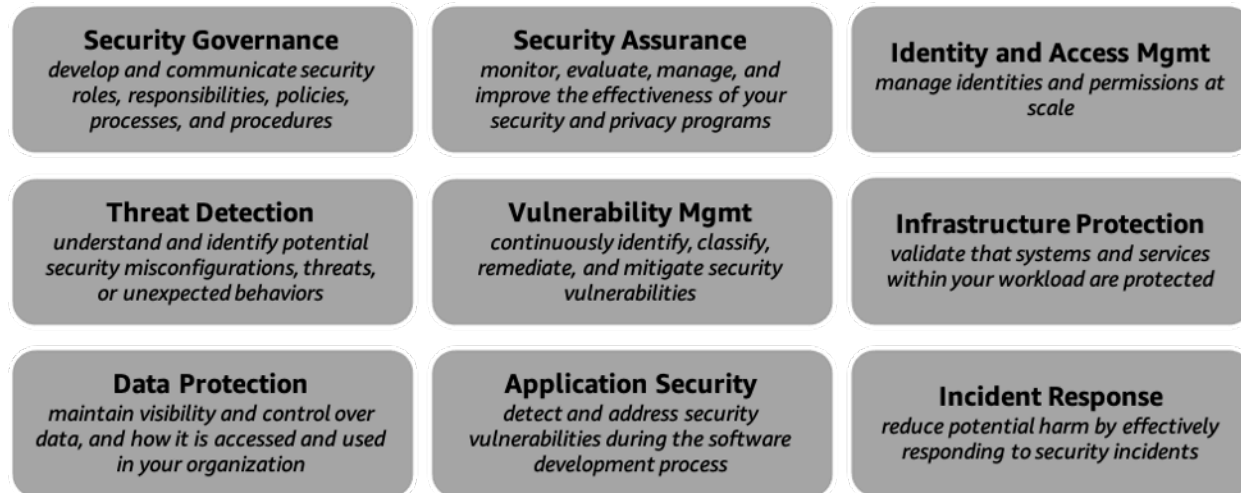 Security Governance
develop and communicate security
roles, responsibilities, policies,
processes, and procedures
Security Assurance
monitor, evaluate, manage, and
improve the effectiveness of your
security and privacy programs
Identity and Access Mgmt
manage identities and permissions at
scale
Threat Detection
understand and identify potential
security misconfigurations, threats,
or unexpected behaviors
Vulnerability Mgmt
continuously identify, classify,
remediate, and mitigate security
vulnerabilities
Infrastructure Protection
validate that systems and services
within your workload are protected
Data Protection
maintain visibility and control over
data, and how it is accessed and used
in your organization
Application Security
detect and address security
vulnerabilities during the software
development process
Incident Response
reduce potential harm by effectively
responding to security incidents